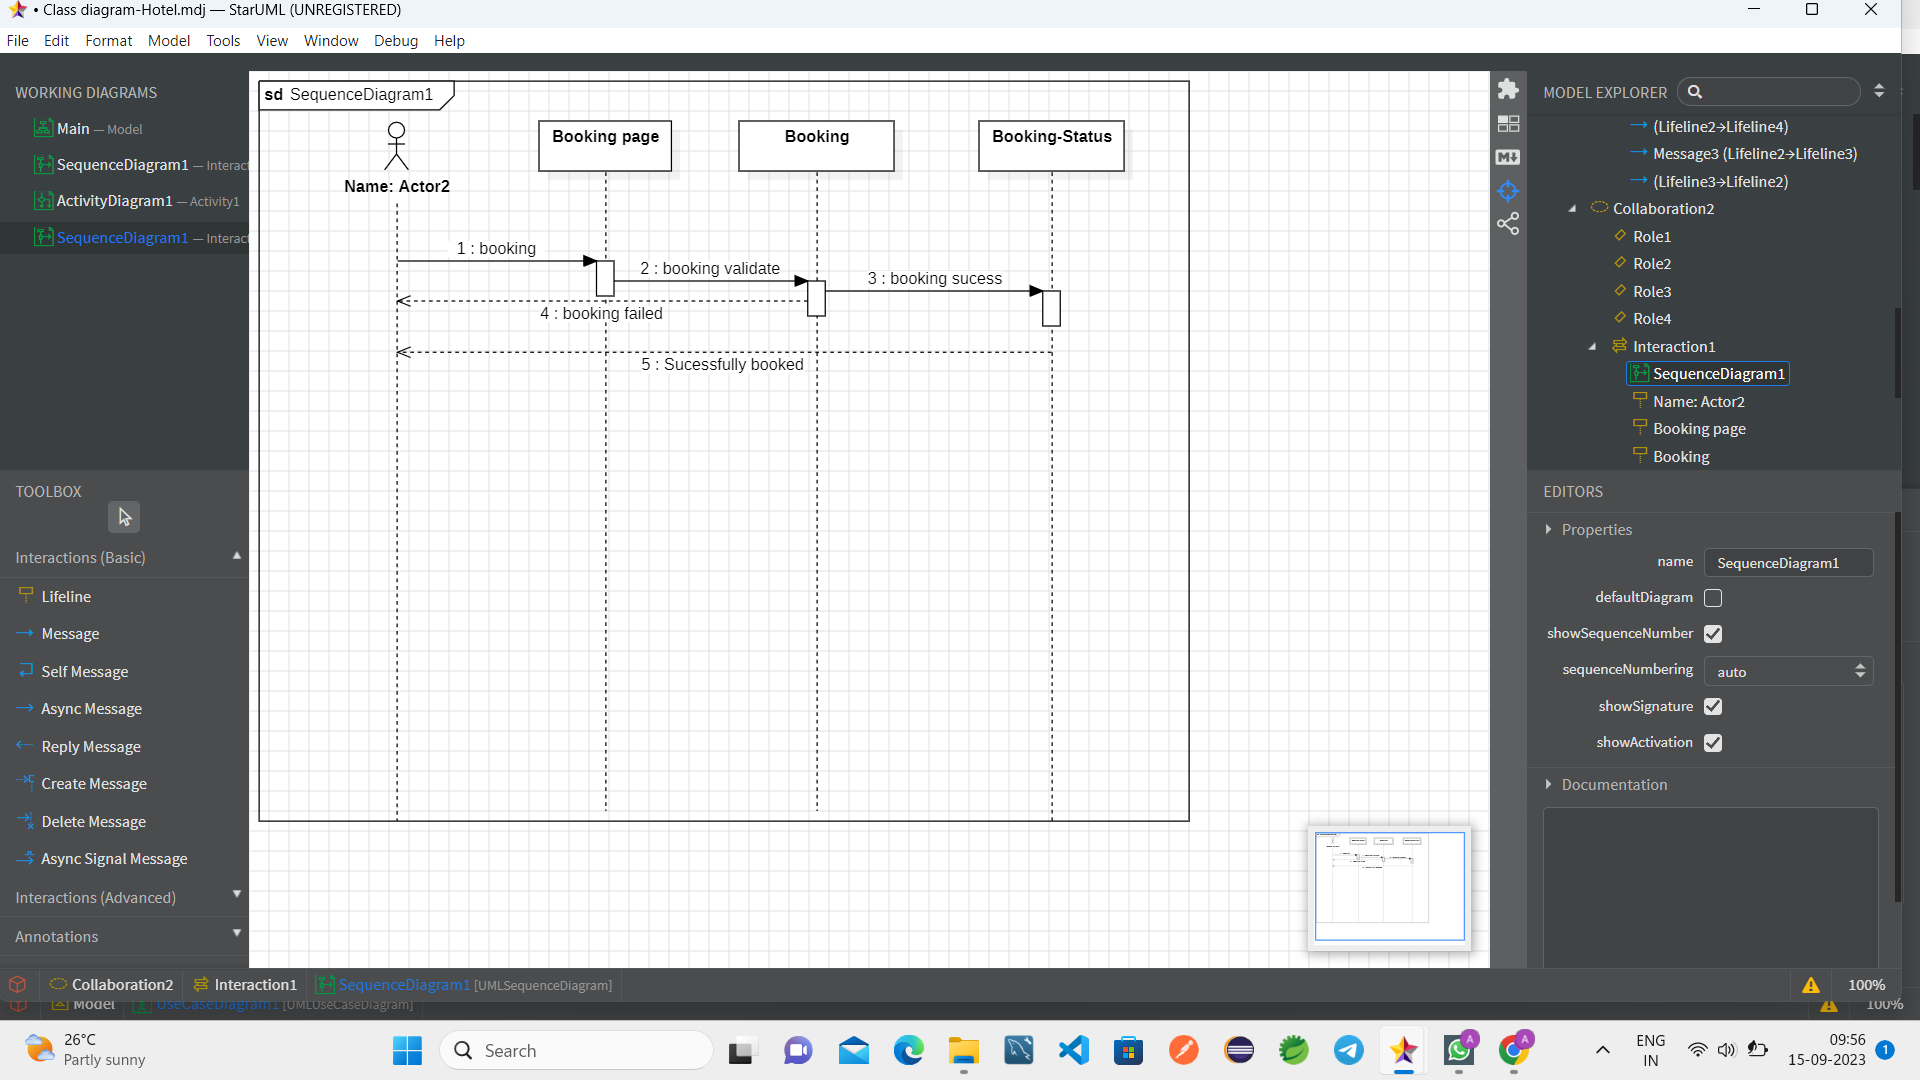 • Class diagram-Hotel.mdj — StarUML (UNREGISTERED)
File Edit Format Model Tools View Window Debug Help
WORKING DIAGRAMS
Main — Model
SequenceDiagram1 — Interact
ActivityDiagram1 — Activity1
SequenceDiagram1 — Interact
TOOLBOX
Interactions (Basic)
Lifeline
Message
Self Message
Async Message
Reply Message
Create Message
Delete Message
Async Signal Message
Interactions (Advanced)
Annotations
sd SequenceDiagram1
Name: Actor2
Booking page
Booking
Booking-Status
1 : booking
2 : booking validate
3 : booking sucess
4 : booking failed
5 : Sucessfully booked
MODEL EXPLORER
(Lifeline2→Lifeline4)
Message3 (Lifeline2→Lifeline3)
(Lifeline3→Lifeline2)
Collaboration2
Role1
Role2
Role3
Role4
Interaction1
SequenceDiagram1
Name: Actor2
Booking page
Booking
EDITORS
Properties
name SequenceDiagram1
defaultDiagram
showSequenceNumber
sequenceNumbering auto
showSignature
showActivation
Documentation
Collaboration2 Interaction1 SequenceDiagram1 [UMLSequenceDiagram] 100%
Model UseCaseDiagram1 [UMLUseCaseDiagram] 100%
26°C
Partly sunny
Search
ENG
IN
09:56
15-09-2023
1